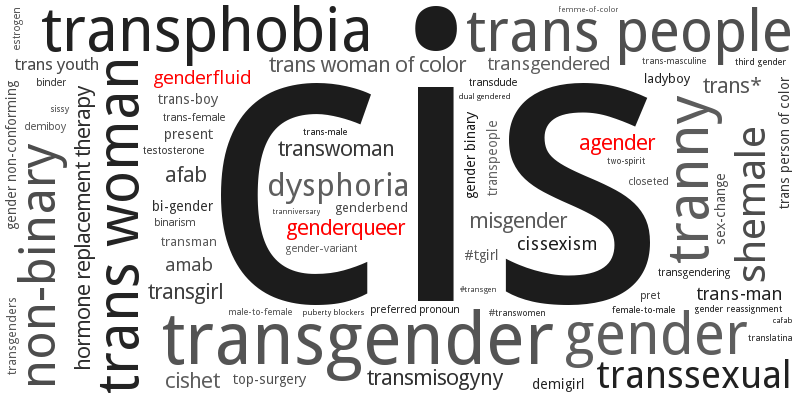 estrogen
transphobia
cis
trans people
femme-of-color
trans youth
genderfluid
trans woman of color
transgendered
trans-masculine
third gender
binder
sissy
demiboy
trans-boy
trans-female
present
testosterone
transdude
dual gendered
ladyboy
trans*
gender non-conforming
non-binary
hormone replacement therapy
trans woman
trans-male
transwoman
gender binary
transpeople
agender
two-spirit
closeted
tranny
sex-change
shemale
trans person of color
afab
bi-gender
binarism
transman
amab
transgirl
dysphoria
tranniversary
genderbend
genderqueer
gender-variant
misgender
cissexism
#tgirl
#transgen
transgendering
pret
trans-man
transgenders
male-to-female
puberty blockers
preferred pronoun
#transwomen
female-to-male
gender reassignment
cafab
translatina
transgender
gender
cishet
top-surgery
transmisogyny
demigirl
transsexual